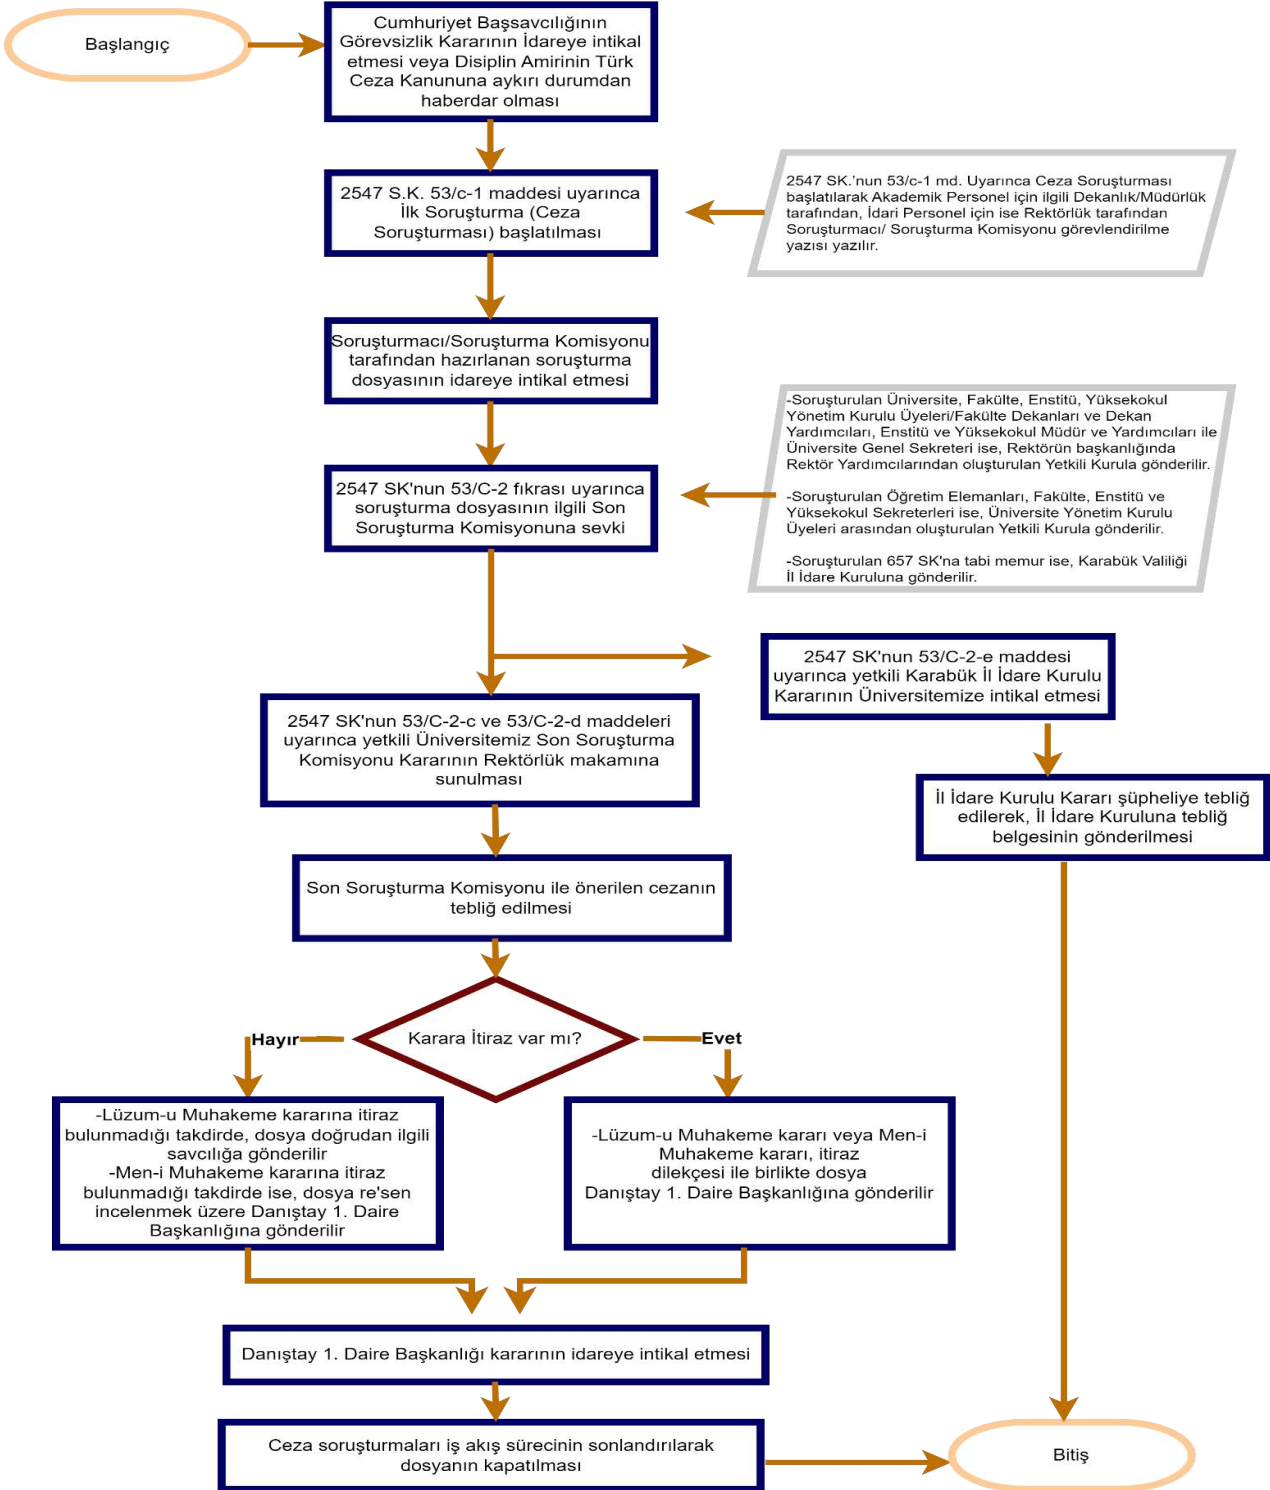 Başlangıç
Cumhuriyet Başsavcılığının
Görevsizlik Kararının İdareye intikal
etmesi veya Disiplin Amirinin Türk
Ceza Kanununa aykırı durumdan
haberdar olması
2547 S.K. 53/c-1 maddesi uyarınca
İlk Soruşturma (Ceza
Soruşturması) başlatılması
2547 SK.'nun 53/c-1 md. Uyarınca Ceza Soruşturması
başlatılarak Akademik Personel için ilgili Dekanlık/Müdürlük
tarafından, İdari Personel için ise Rektörlük tarafından
Soruşturmacı/ Soruşturma Komisyonu görevlendirilme
yazısı yazılır.
Soruşturmacı/Soruşturma Komisyonu
tarafından hazırlanan soruşturma
dosyasının idareye intikal etmesi
2547 SK'nun 53/C-2 fıkrası uyarınca
soruşturma dosyasının ilgili Son
Soruşturma Komisyonuna sevki
-Soruşturulan Üniversite, Fakülte, Enstitü, Yüksekokul
Yönetim Kurulu Üyeleri/Fakülte Dekanları ve Dekan
Yardımcıları, Enstitü ve Yüksekokul Müdür ve Yardımcıları ile
Üniversite Genel Sekreteri ise, Rektörün başkanlığında
Rektör Yardımcılarından oluşturulan Yetkili Kurula gönderilir.
-Soruşturulan Öğretim Elemanları, Fakülte, Enstitü ve
Yüksekokul Sekreterleri ise, Üniversite Yönetim Kurulu
Üyeleri arasından oluşturulan Yetkili Kurula gönderilir.
-Soruşturulan 657 SK'na tabi memur ise, Karabük Valiliği
İl İdare Kuruluna gönderilir.
2547 SK'nun 53/C-2-e maddesi
uyarınca yetkili Karabük İl İdare Kurulu
Kararının Üniversitemize intikal etmesi
2547 SK'nun 53/C-2-c ve 53/C-2-d maddeleri
uyarınca yetkili Üniversitemiz Son Soruşturma
Komisyonu Kararının Rektörlük makamına
sunulması
İl İdare Kurulu Kararı şüpheliye tebliğ
edilerek, İl İdare Kuruluna tebliğ
belgesinin gönderilmesi
Son Soruşturma Komisyonu ile önerilen cezanın
tebliğ edilmesi
Karara İtiraz var mı?
Hayır
Evet
-Lüzum-u Muhakeme kararına itiraz
bulunmadığı takdirde, dosya doğrudan ilgili
savcılığa gönderilir
-Men-i Muhakeme kararına itiraz
bulunmadığı takdirde ise, dosya re'sen
incelenmek üzere Danıştay 1. Daire
Başkanlığına gönderilir
-Lüzum-u Muhakeme kararı veya Men-i
Muhakeme kararı, itiraz
dilekçesi ile birlikte dosya
Danıştay 1. Daire Başkanlığına gönderilir
Danıştay 1. Daire Başkanlığı kararının idareye intikal etmesi
Ceza soruşturmaları iş akış sürecinin sonlandırılarak
dosyanın kapatılması
Bitiş